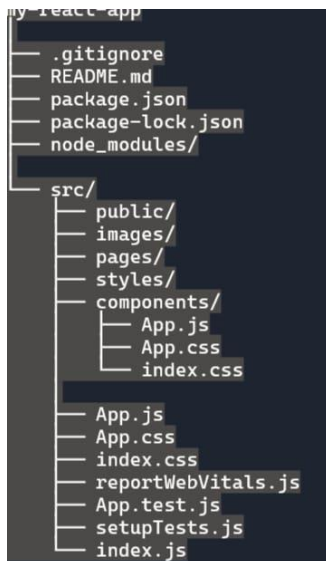 my-react-app
│
├── .gitignore
├── README.md
├── package.json
├── package-lock.json
├── node_modules/
│
└── src/
    ├── public/
    ├── images/
    ├── pages/
    ├── styles/
    ├── components/
    │   ├── App.js
    │   ├── App.css
    │   └── index.css
    │
    ├── App.js
    ├── App.css
    ├── index.css
    ├── reportWebVitals.js
    ├── App.test.js
    ├── setupTests.js
    └── index.js